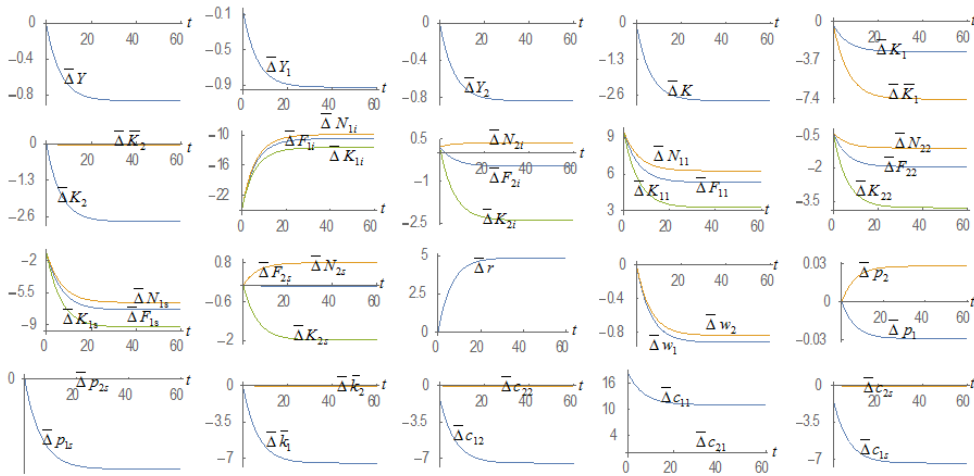 0 20 40 60 t
-0.4
-0.8
Δ̄ Y
-0.1 20 40 60 t
-0.5
-0.9
Δ̄ Y₁
0 20 40 60 t
-0.4
-0.8
Δ̄ Y₂
0 20 40 60 t
-1.3
-2.6
Δ̄ K
0 20 40 60 t
-3.7
-7.4
Δ̄ K₁
Δ̄ K̄₁
0 20 40 60 t
-1.3
-2.6
Δ̄ K̄₂
Δ̄ K₂
-10 20 40 60 t
-16
-22
Δ̄ N₁ᵢ
Δ̄ F₁ᵢ
Δ̄ K₁ᵢ
0.5 20 40 60 t
-1
-2.5
Δ̄ N₂ᵢ
Δ̄ F₂ᵢ
Δ̄ K₂ᵢ
9
6
3 0 20 40 60 t
Δ̄ N₁₁
Δ̄ K₁₁ Δ̄ F₁₁
-0.5 20 40 60 t
-2
-3.5
Δ̄ N₂₂
Δ̄ F₂₂
Δ̄ K₂₂
-2 20 40 60 t
-5.5
-9
Δ̄ N₁ₛ
Δ̄ K₁ₛ Δ̄ F₁ₛ
0.8 20 40 60 t
-0.6
-2
Δ̄ F₂ₛ Δ̄ N₂ₛ
Δ̄ K₂ₛ
5
2
0 0 20 40 60 t
Δ̄ r
0 20 40 60 t
-0.4
-0.8
Δ̄ w₂
Δ̄ w₁
0.03
0 20 40 60 t
-0.03
Δ̄ p₂
Δ̄ p₁
0 20 40 60 t
Δ̄ p₂ₛ
Δ̄ p₁ₛ
0 20 40 60 t
-3.5
-7
Δ̄ k̄₂
Δ̄ k̄₁
0 20 40 60 t
-3.5
-7
Δ̄ c₂₂
Δ̄ c₁₂
18
11
4 20 40 60 t
Δ̄ c₁₁
Δ̄ c₂₁
0 20 40 60 t
-3.5
-7
Δ̄ c₂ₛ
Δ̄ c₁ₛ